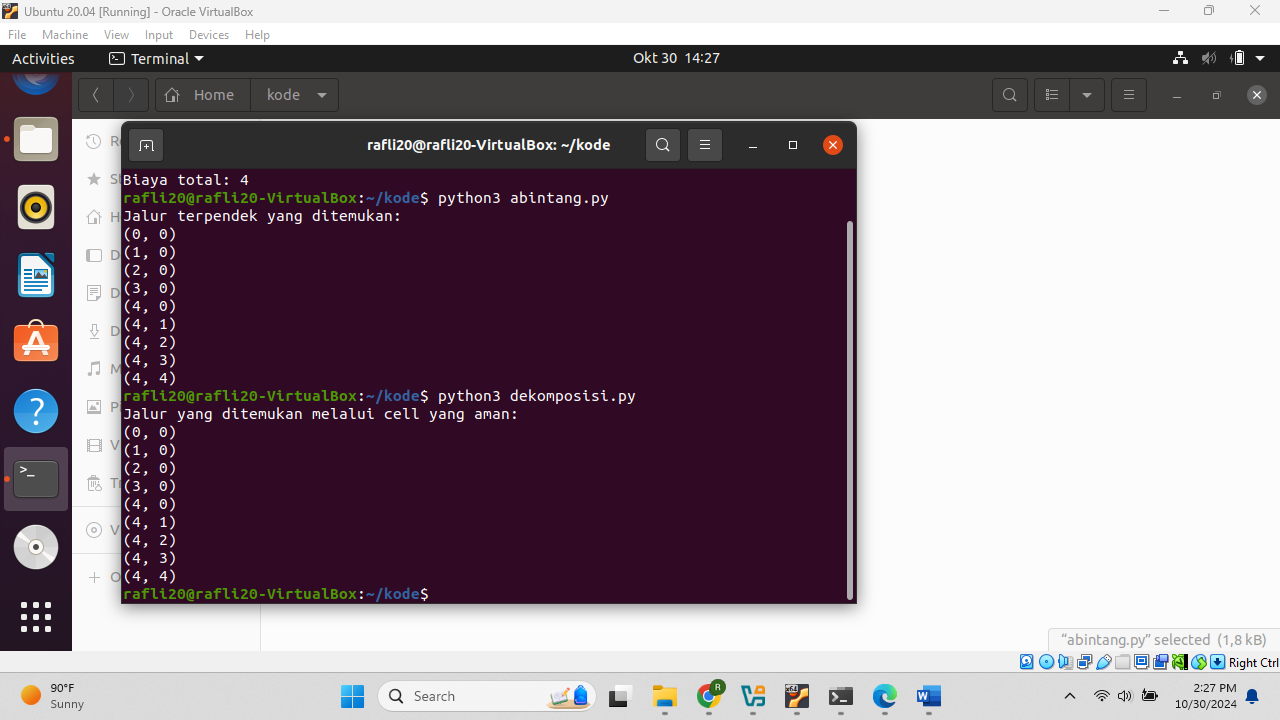 Ubuntu 20.04 [Running] - Oracle VirtualBox
File Machine View Input Devices Help
Activities Terminal Okt 30 14:27
Home kode
rafli20@rafli20-VirtualBox: ~/kode
Biaya total: 4
rafli20@rafli20-VirtualBox:~/kode$ python3 abintang.py
Jalur terpendek yang ditemukan:
(0, 0)
(1, 0)
(2, 0)
(3, 0)
(4, 0)
(4, 1)
(4, 2)
(4, 3)
(4, 4)
rafli20@rafli20-VirtualBox:~/kode$ python3 dekomposisi.py
Jalur yang ditemukan melalui cell yang aman:
(0, 0)
(1, 0)
(2, 0)
(3, 0)
(4, 0)
(4, 1)
(4, 2)
(4, 3)
(4, 4)
rafli20@rafli20-VirtualBox:~/kode$
"abintang.py" selected (1,8 kB)
Right Ctrl
90°F
Sunny
Search
2:27 PM
10/30/2024